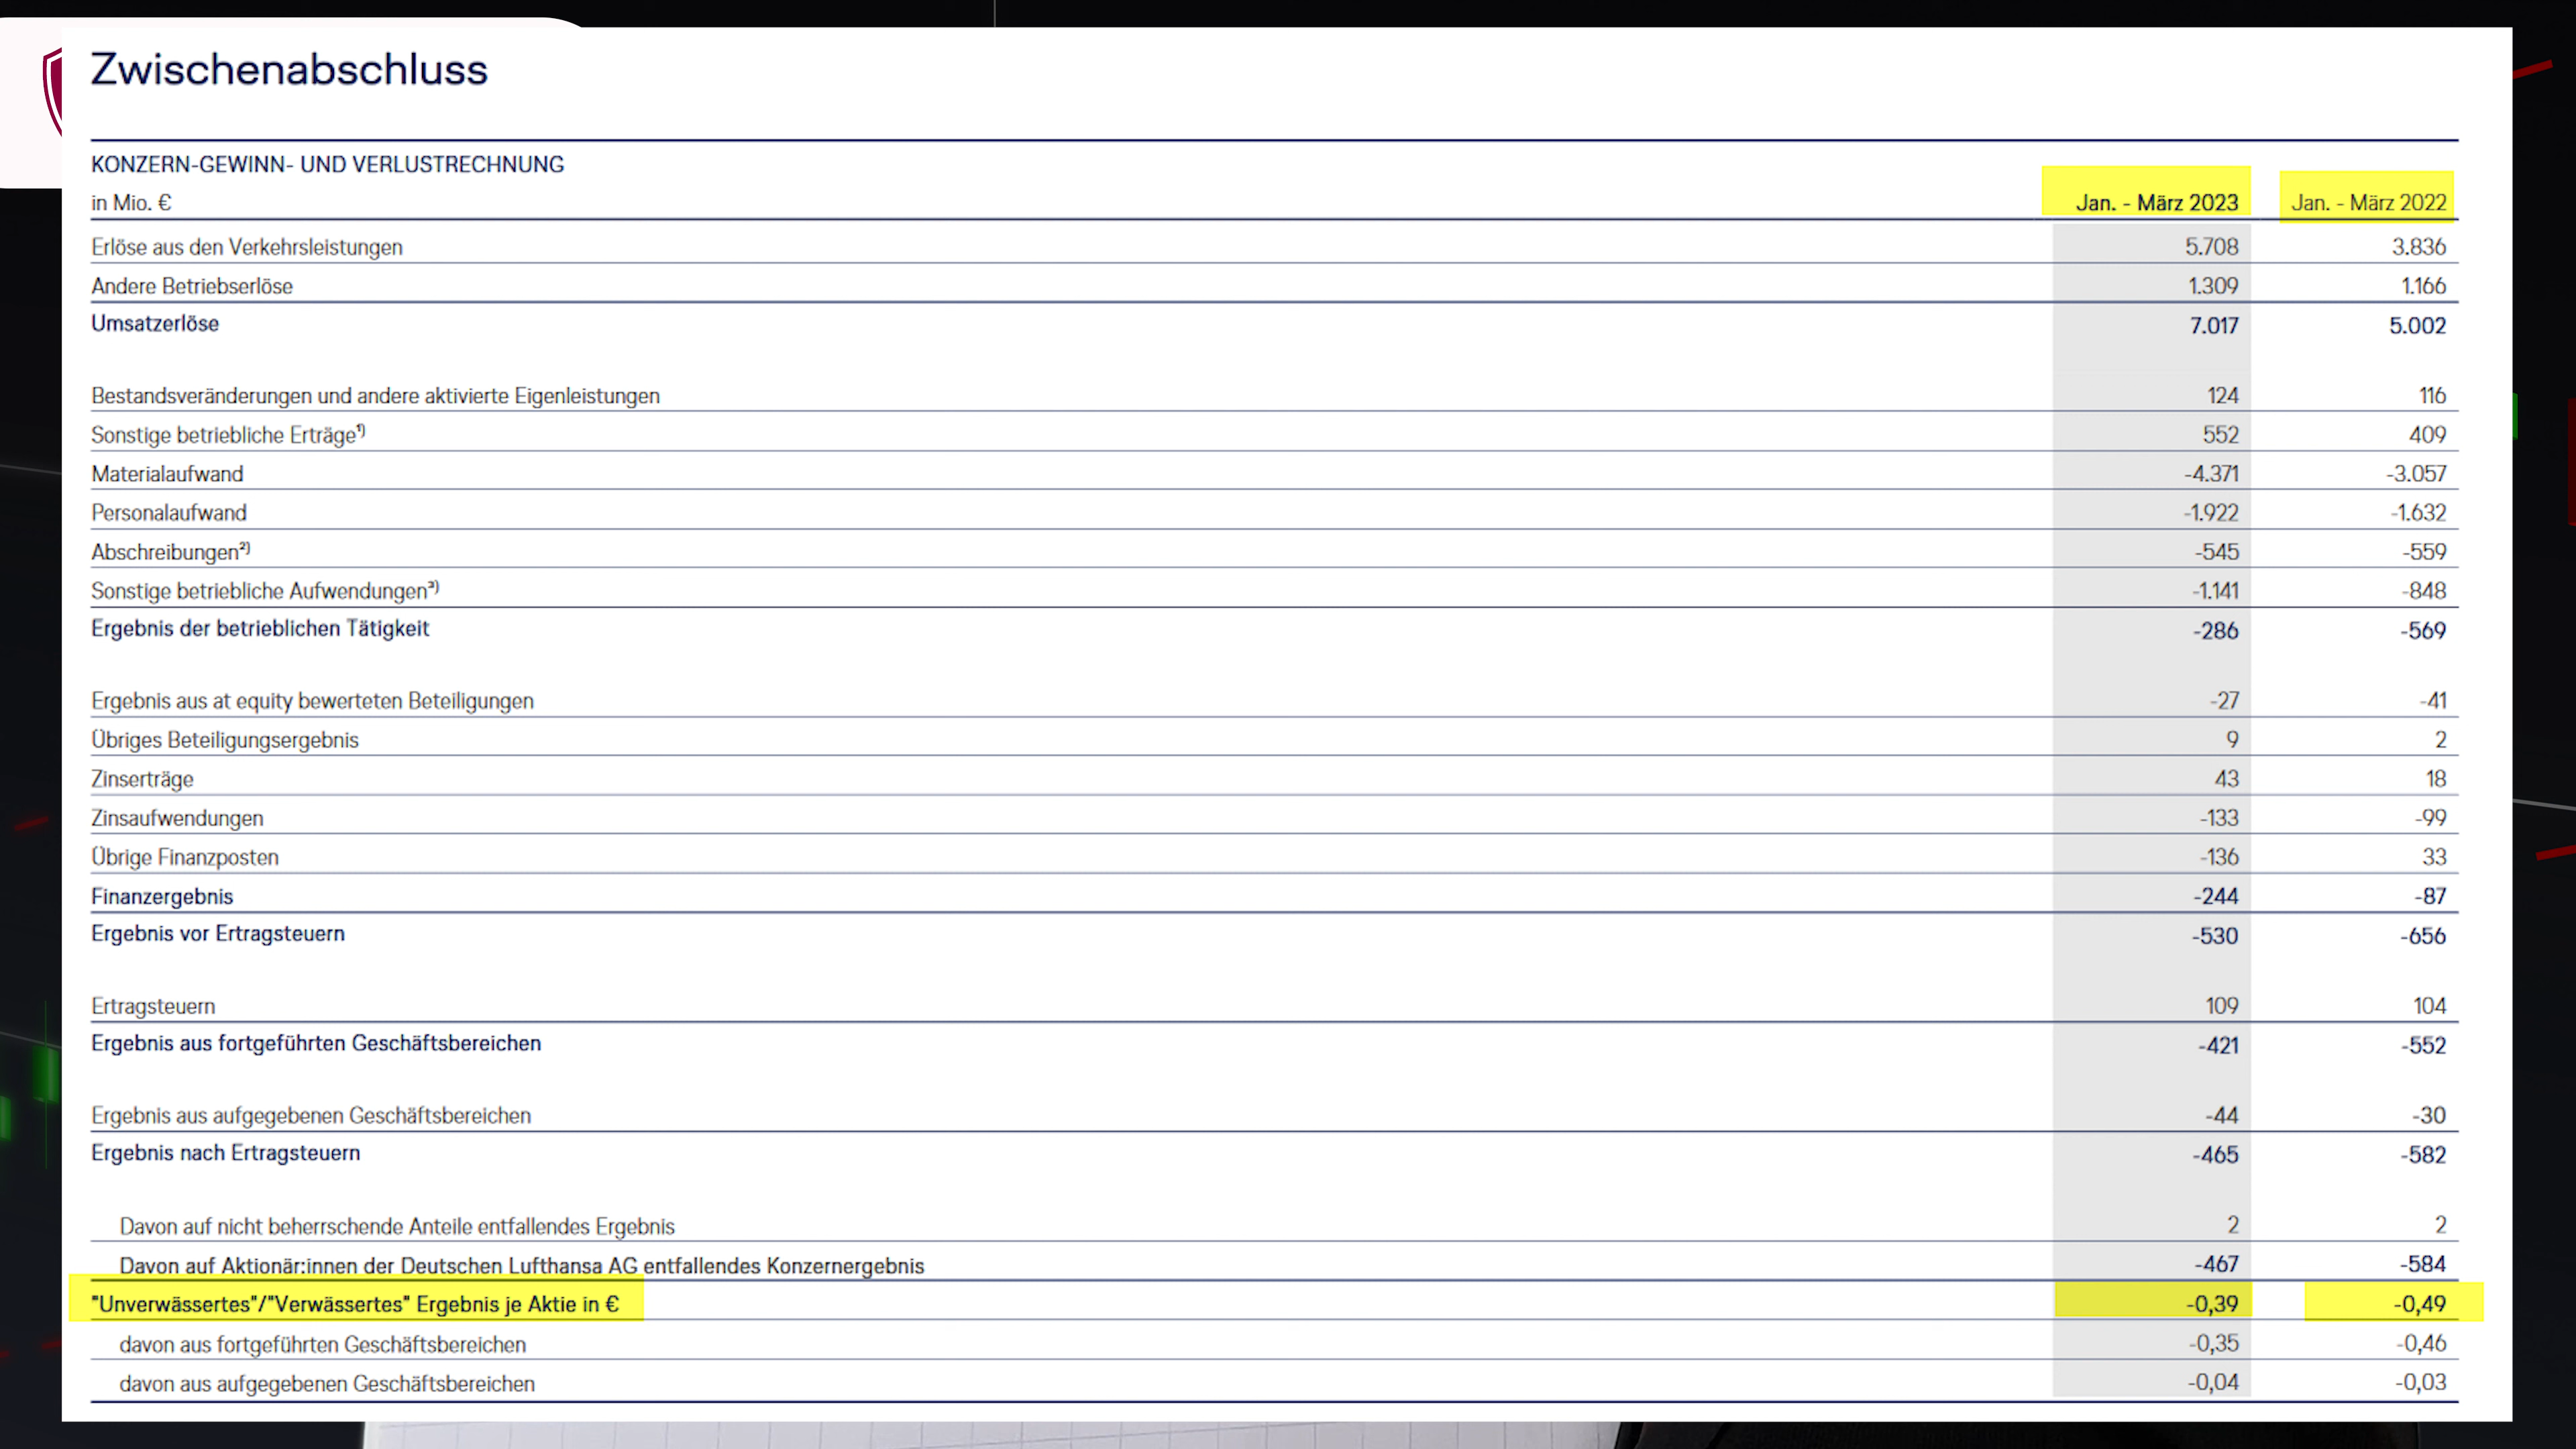 Zwischenabschluss
KONZERN-GEWINN- UND VERLUSTRECHNUNG
in Mio. € Jan. - März 2023 Jan. - März 2022
Erlöse aus den Verkehrsleistungen 5.708 3.836
Andere Betriebserlöse 1.309 1.166
Umsatzerlöse 7.017 5.002
Bestandsveränderungen und andere aktivierte Eigenleistungen 124 116
Sonstige betriebliche Erträge¹⁾ 552 409
Materialaufwand -4.371 -3.057
Personalaufwand -1.922 -1.632
Abschreibungen²⁾ -545 -559
Sonstige betriebliche Aufwendungen³⁾ -1.141 -848
Ergebnis der betrieblichen Tätigkeit -286 -569
Ergebnis aus at equity bewerteten Beteiligungen -27 -41
Übriges Beteiligungsergebnis 9 2
Zinserträge 43 18
Zinsaufwendungen -133 -99
Übrige Finanzposten -136 33
Finanzergebnis -244 -87
Ergebnis vor Ertragsteuern -530 -656
Ertragsteuern 109 104
Ergebnis aus fortgeführten Geschäftsbereichen -421 -552
Ergebnis aus aufgegebenen Geschäftsbereichen -44 -30
Ergebnis nach Ertragsteuern -465 -582
Davon auf nicht beherrschende Anteile entfallendes Ergebnis 2 2
Davon auf Aktionär:innen der Deutschen Lufthansa AG entfallendes Konzernergebnis -467 -584
"Unverwässertes"/"Verwässertes" Ergebnis je Aktie in € -0,39 -0,49
davon aus fortgeführten Geschäftsbereichen -0,35 -0,46
davon aus aufgegebenen Geschäftsbereichen -0,04 -0,03